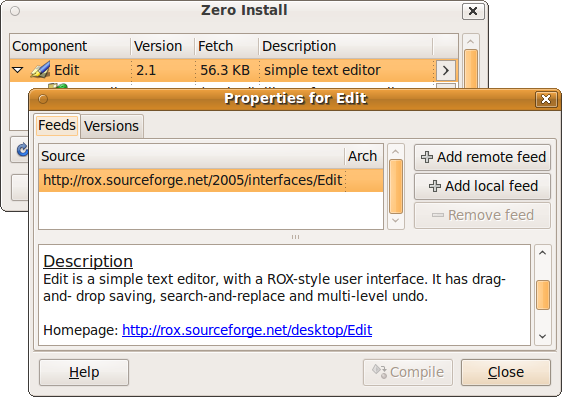 Zero Install
Component Version Fetch Description
Edit 2.1 56.3 KB simple text editor >
Properties for Edit
Feeds Versions
Source Arch
http://rox.sourceforge.net/2005/interfaces/Edit
Add remote feed
Add local feed
Remove feed
Description
Edit is a simple text editor, with a ROX-style user interface. It has drag-
and- drop saving, search-and-replace and multi-level undo.
Homepage: http://rox.sourceforge.net/desktop/Edit
Help Compile Close